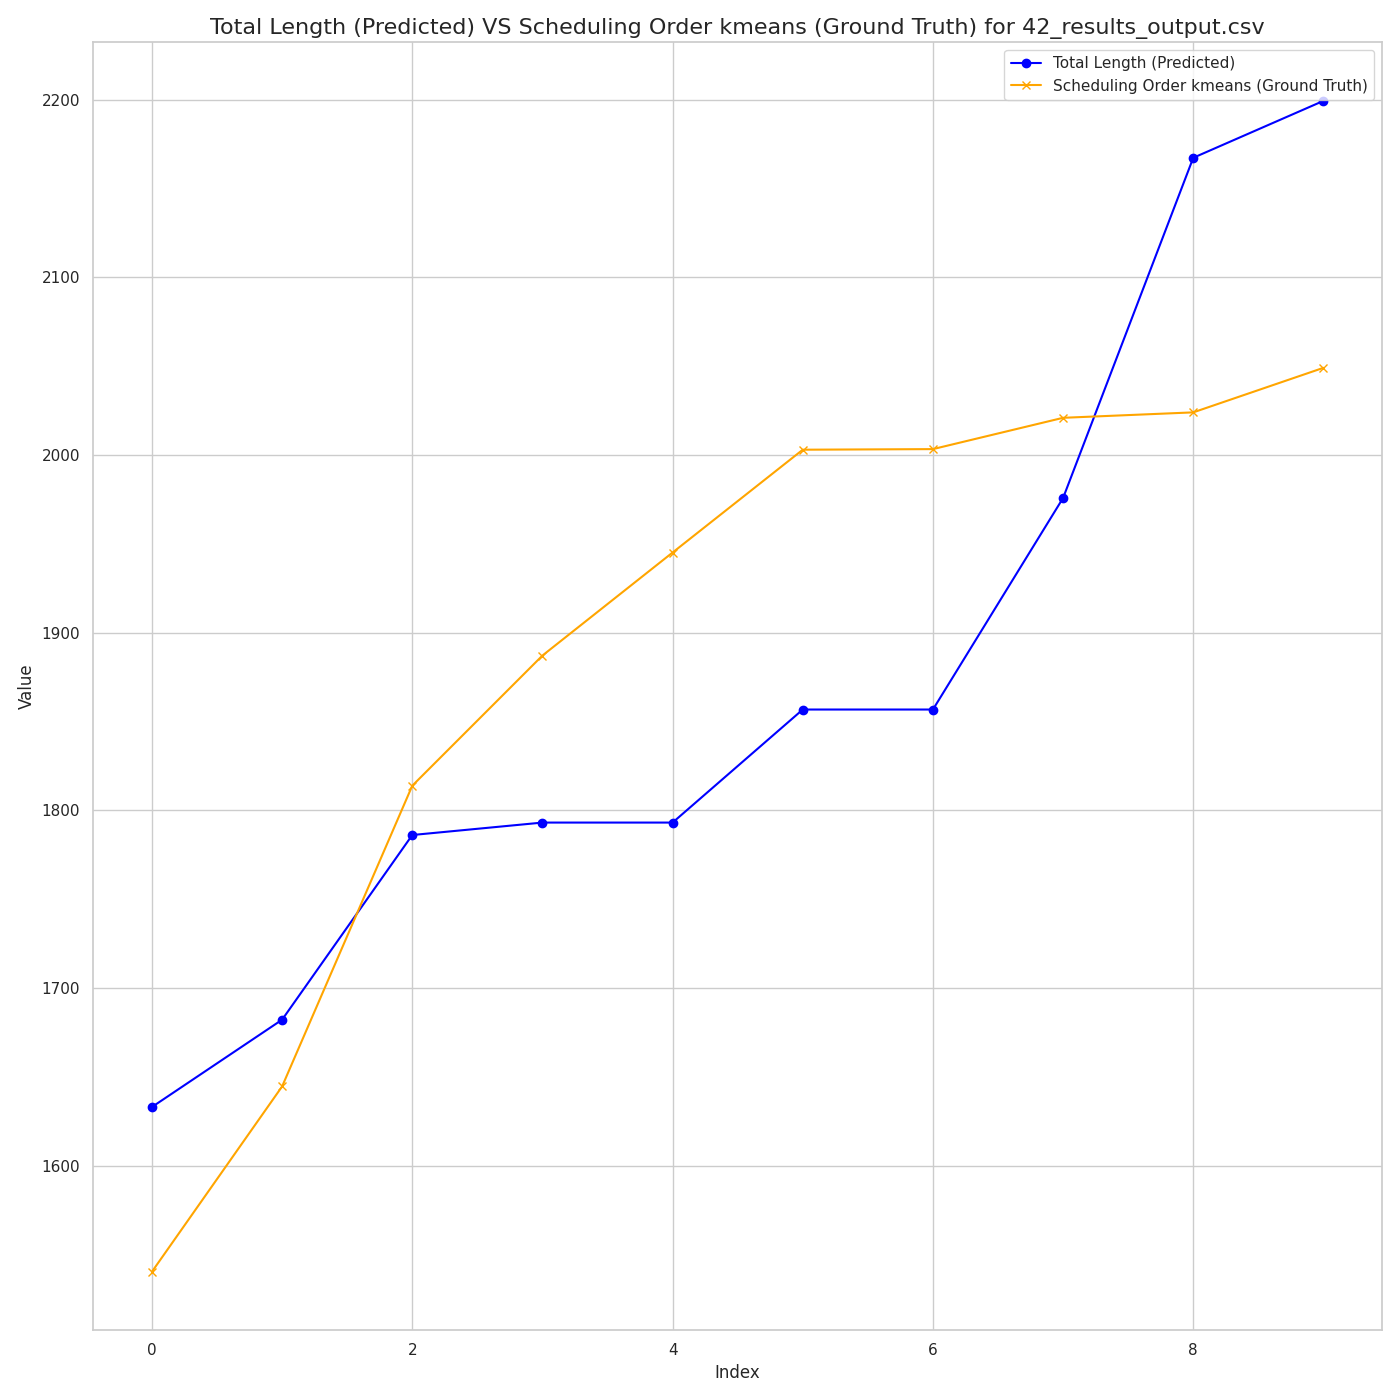 Total Length (Predicted) VS Scheduling Order kmeans (Ground Truth) for 42_results_output.csv
Total Length (Predicted)
Scheduling Order kmeans (Ground Truth)
Value
2200
2100
2000
1900
1800
1700
1600
0 2 4 6 8
Index